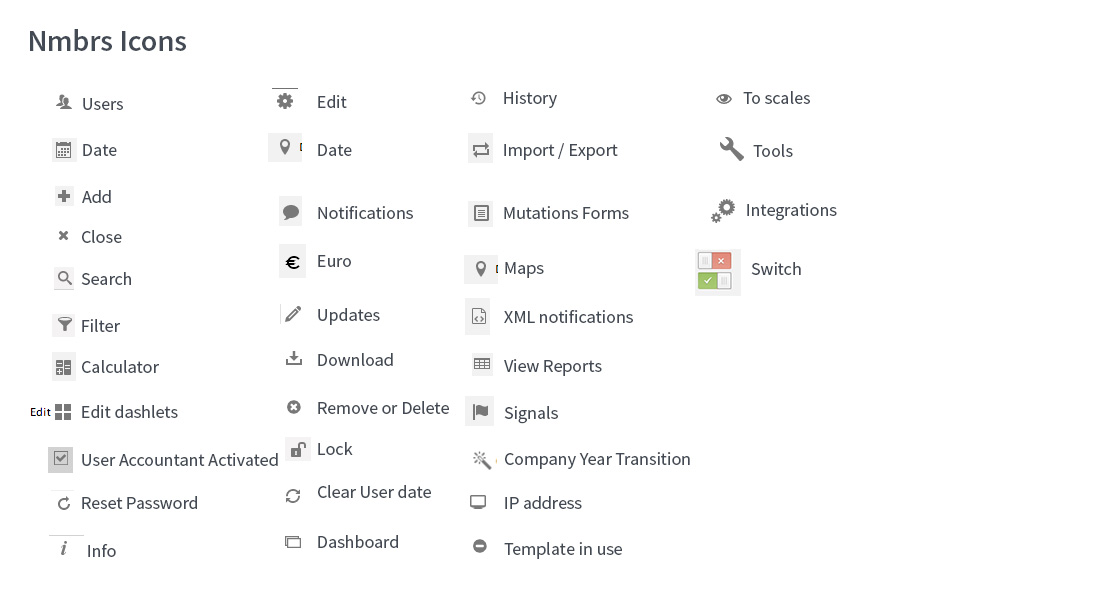 Nmbrs Icons
Users
Date
Add
Close
Search
Filter
Calculator
Edit Edit dashlets
User Accountant Activated
Reset Password
Info
Edit
Date
Notifications
Euro
Updates
Download
Remove or Delete
Lock
Clear User date
Dashboard
History
Import / Export
Mutations Forms
Maps
XML notifications
View Reports
Signals
Company Year Transition
IP address
Template in use
To scales
Tools
Integrations
Switch